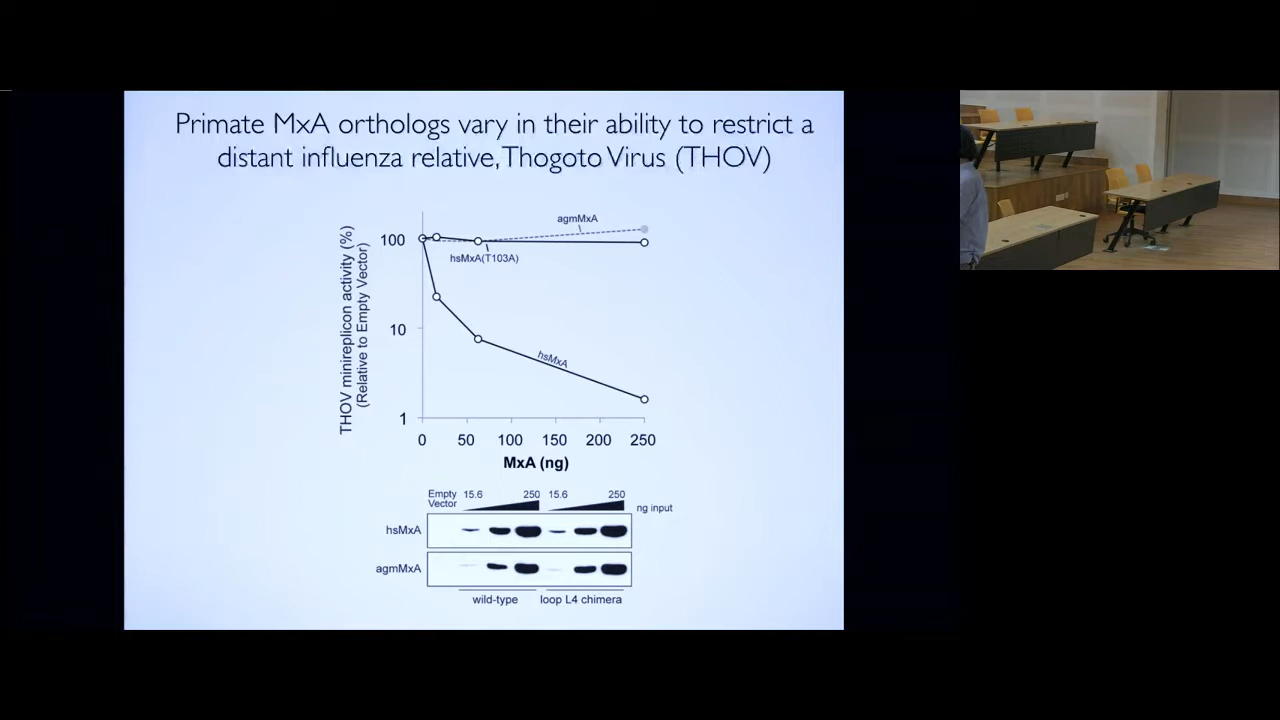 Primate MxA orthologs vary in their ability to restrict a
distant influenza relative, Thogoto Virus (THOV)
THOV minireplicon activity (%)
(Relative to Empty Vector)
100
10
1
agmMxA
hsMxA(T103A)
hsMxA
0 50 100 150 200 250
MxA (ng)
Empty Vector
15.6 250 15.6 250
ng input
hsMxA
agmMxA
wild-type loop L4 chimera